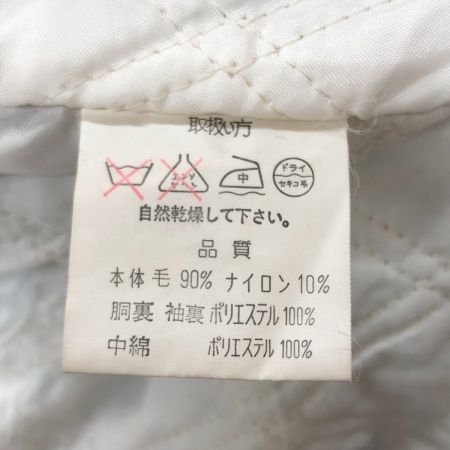 取扱い方
エンソ 中 ドライ セキユ系
自然乾燥して下さい。
品質
本体 毛 90% ナイロン 10%
胴裏 袖裏 ポリエステル 100%
中綿 ポリエステル 100%